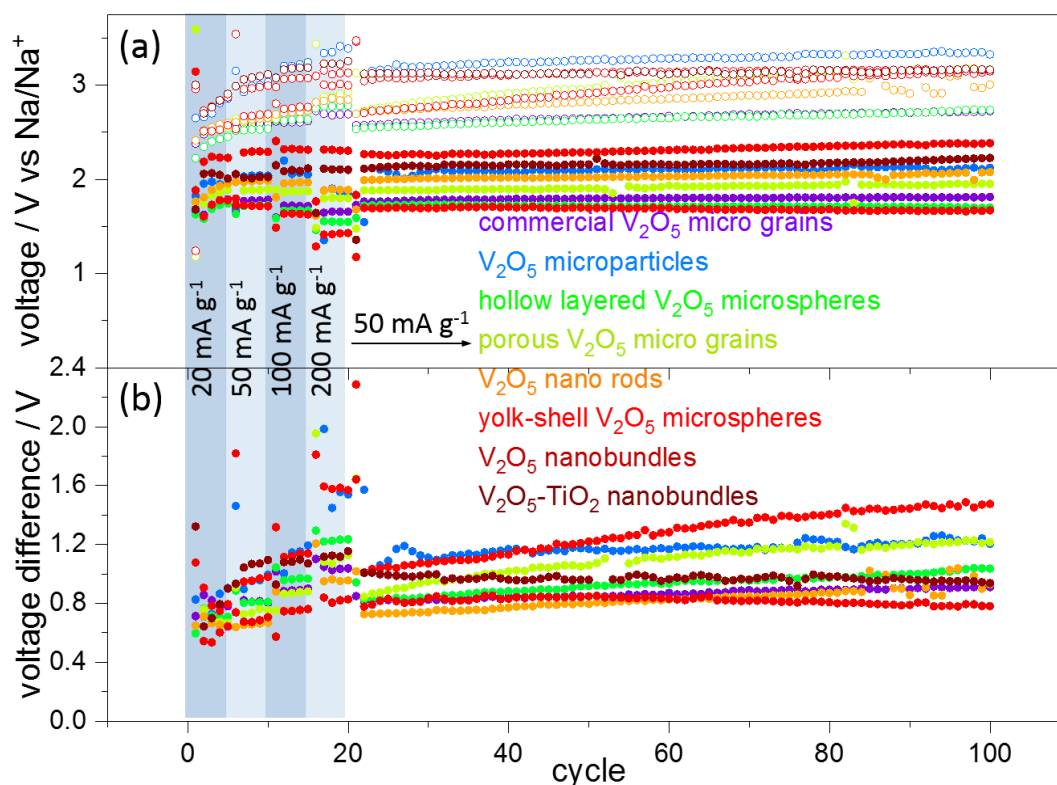 (a)
voltage / V vs Na/Na⁺
3
2
1
20 mA g⁻¹
50 mA g⁻¹
100 mA g⁻¹
200 mA g⁻¹
50 mA g⁻¹
commercial V₂O₅ micro grains
V₂O₅ microparticles
hollow layered V₂O₅ microspheres
porous V₂O₅ micro grains
V₂O₅ nano rods
yolk-shell V₂O₅ microspheres
V₂O₅ nanobundles
V₂O₅-TiO₂ nanobundles
(b)
voltage difference / V
2.4
2.0
1.6
1.2
0.8
0.4
0.0
0 20 40 60 80 100
cycle